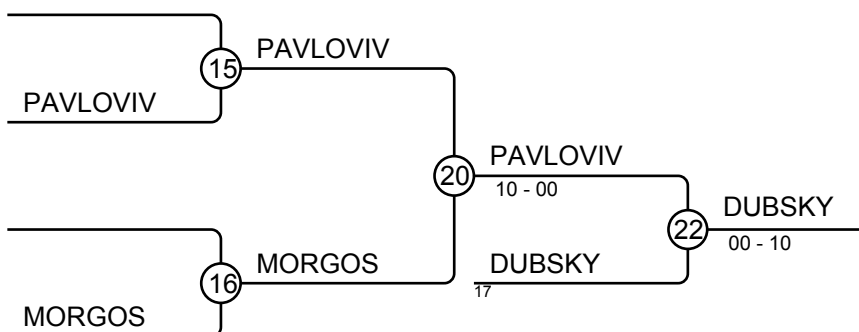 PAVLOVIV
15
PAVLOVIV
PAVLOVIV
20
10 - 00
DUBSKY
22
00 - 10
MORGOS
DUBSKY
17
16
MORGOS